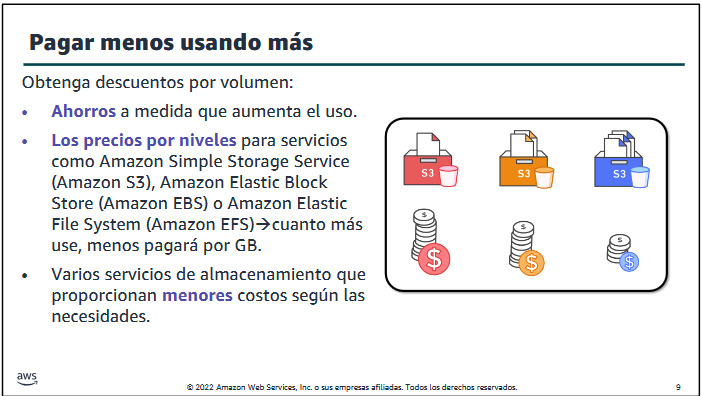 Pagar menos usando más
Obtenga descuentos por volumen:
• Ahorros a medida que aumenta el uso.
• Los precios por niveles para servicios
como Amazon Simple Storage Service
(Amazon S3), Amazon Elastic Block
Store (Amazon EBS) o Amazon Elastic
File System (Amazon EFS)→cuanto más
use, menos pagará por GB.
• Varios servicios de almacenamiento que
proporcionan menores costos según las
necesidades.
S3 S3 S3
$ $ $
$ $ $
aws
© 2022 Amazon Web Services, Inc. o sus empresas afiliadas. Todos los derechos reservados.
9